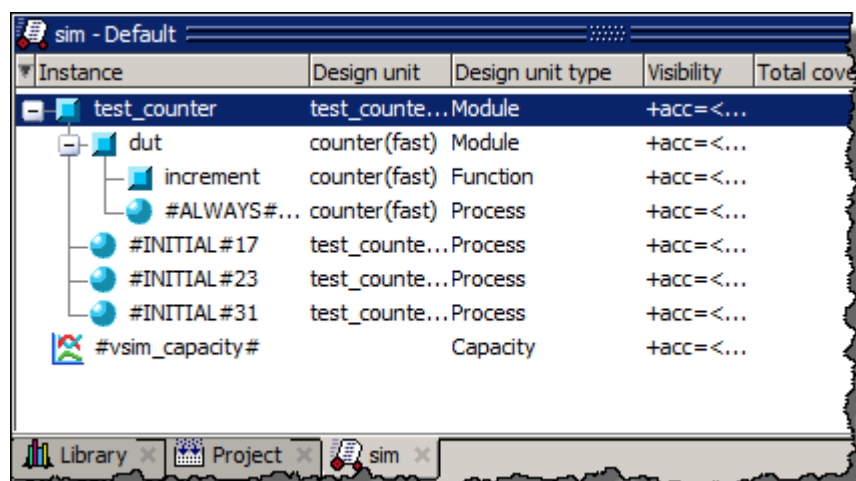 sim - Default
Instance Design unit Design unit type Visibility Total cove
test_counter test_counte... Module +acc=<...
dut counter(fast) Module +acc=<...
increment counter(fast) Function +acc=<...
#ALWAYS#... counter(fast) Process +acc=<...
#INITIAL#17 test_counte... Process +acc=<...
#INITIAL#23 test_counte... Process +acc=<...
#INITIAL#31 test_counte... Process +acc=<...
#vsim_capacity# Capacity +acc=<...
Library Project sim